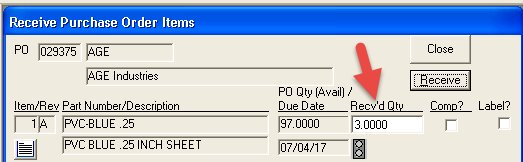 Receive Purchase Order Items
PO 029375 AGE Close
AGE Industries Receive
PO Qty (Avail) /
Item/Rev Part Number/Description Due Date Recv'd Qty Comp? Label?
1 A PVC-BLUE .25 97.0000 3.0000
PVC BLUE .25 INCH SHEET 07/04/17